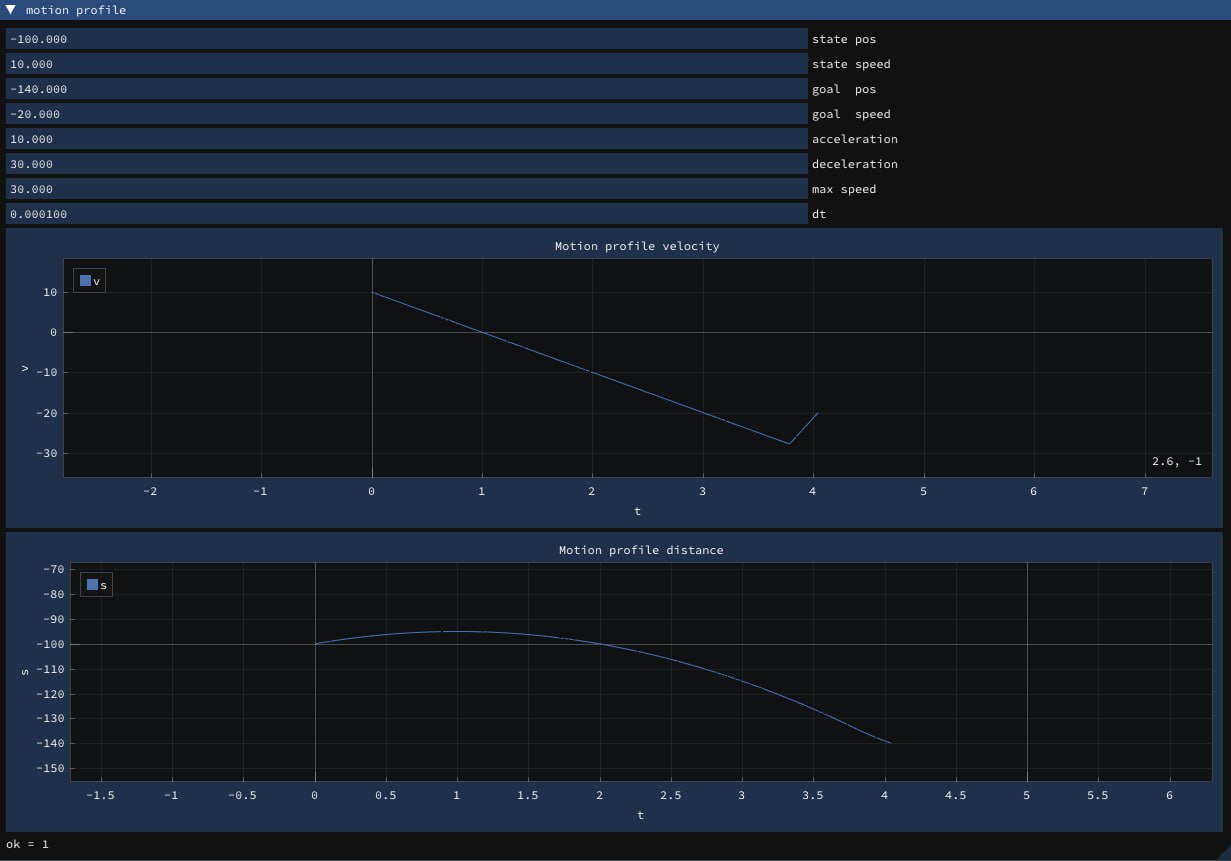 ▼ motion profile
-100.000 state pos
10.000 state speed
-140.000 goal  pos
-20.000 goal  speed
10.000 acceleration
30.000 deceleration
30.000 max speed
0.000100 dt
Motion profile velocity
v
10
0
-10
-20
-30
v
2.6, -1
-2 -1 0 1 2 3 4 5 6 7
t
Motion profile distance
s
-70
-80
-90
-100
-110
-120
-130
-140
-150
s
-1.5 -1 -0.5 0 0.5 1 1.5 2 2.5 3 3.5 4 4.5 5 5.5 6
t
ok = 1